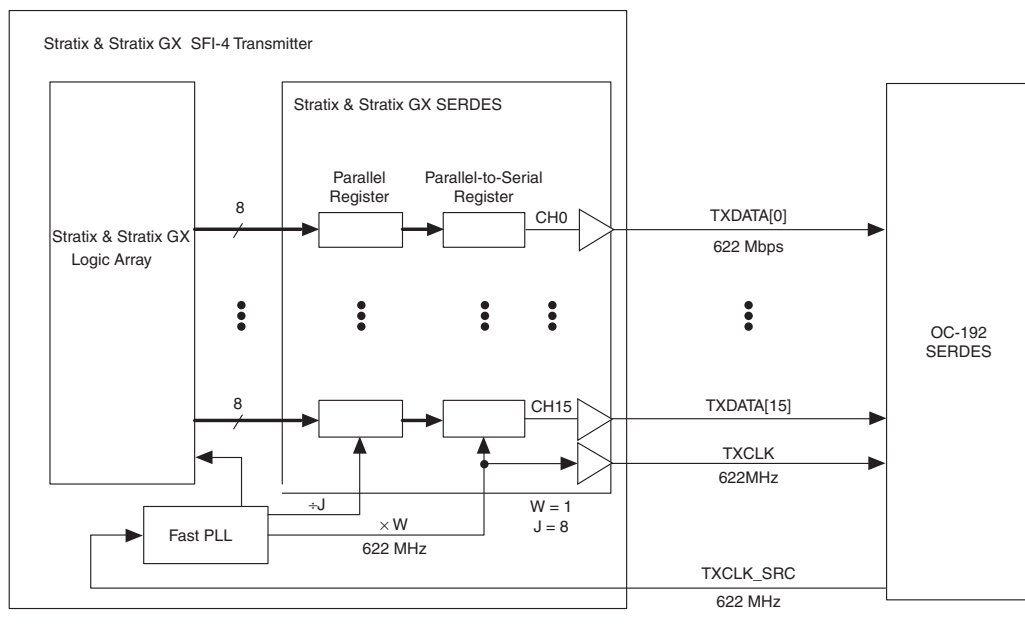 Stratix & Stratix GX SFI-4 Transmitter
Stratix & Stratix GX SERDES
Parallel
Register
Parallel-to-Serial
Register
8
CH0
TXDATA[0]
622 Mbps
Stratix & Stratix GX
Logic Array
OC-192
SERDES
8
CH15
TXDATA[15]
TXCLK
622MHz
÷J
W = 1
J = 8
× W
622 MHz
Fast PLL
TXCLK_SRC
622 MHz